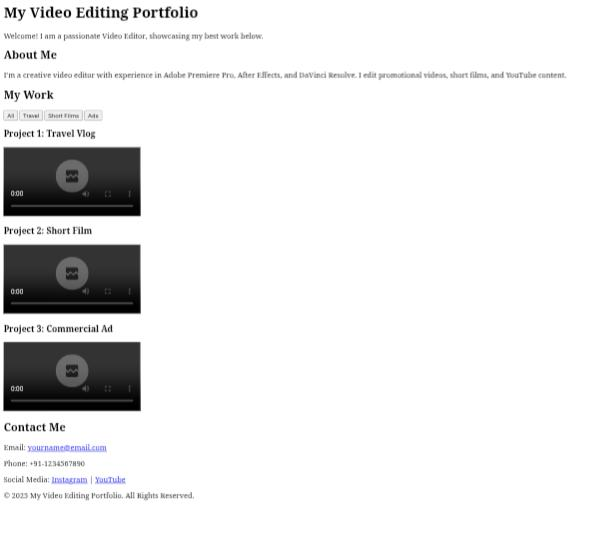 My Video Editing Portfolio
Welcome! I am a passionate Video Editor, showcasing my best work below.
About Me
I'm a creative video editor with experience in Adobe Premiere Pro, After Effects, and DaVinci Resolve. I edit promotional videos, short films, and YouTube content.
My Work
All Travel Short Films Ads
Project 1: Travel Vlog
0:00
Project 2: Short Film
0:00
Project 3: Commercial Ad
0:00
Contact Me
Email: yourname@email.com
Phone: +91-1234567890
Social Media: Instagram | YouTube
© 2025 My Video Editing Portfolio. All Rights Reserved.